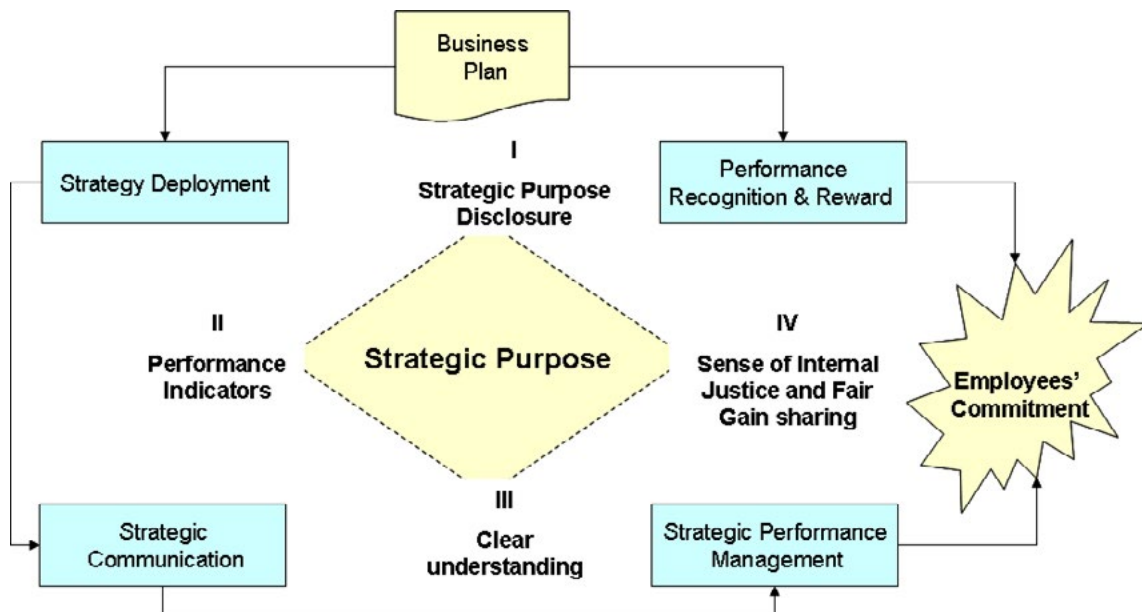 Business
Plan
I
Strategy Deployment
Strategic Purpose
Disclosure
Performance
Recognition & Reward
II
Performance
Indicators
Strategic Purpose
IV
Sense of Internal
Justice and Fair
Gain sharing
Employees'
Commitment
III
Clear
understanding
Strategic
Communication
Strategic Performance
Management